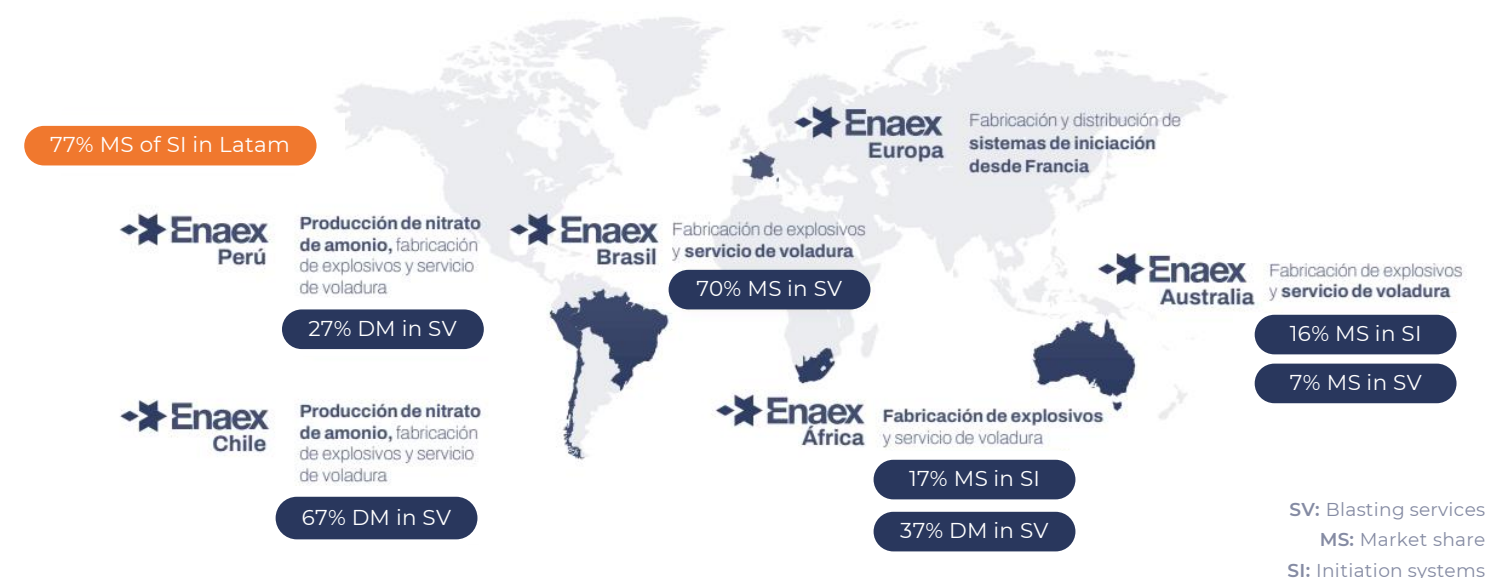 77% MS of SI in Latam
Enaex
Europa
Fabricación y distribución de
sistemas de iniciación
desde Francia
Enaex
Perú
Producción de nitrato
de amonio, fabricación
de explosivos y servicio
de voladura
27% DM in SV
Enaex
Brasil
Fabricación de explosivos
y servicio de voladura
70% MS in SV
Enaex
Australia
Fabricación de explosivos
y servicio de voladura
16% MS in SI
7% MS in SV
Enaex
Chile
Producción de nitrato
de amonio, fabricación
de explosivos y servicio
de voladura
67% DM in SV
Enaex
África
Fabricación de explosivos
y servicio de voladura
17% MS in SI
37% DM in SV
SV: Blasting services
MS: Market share
SI: Initiation systems